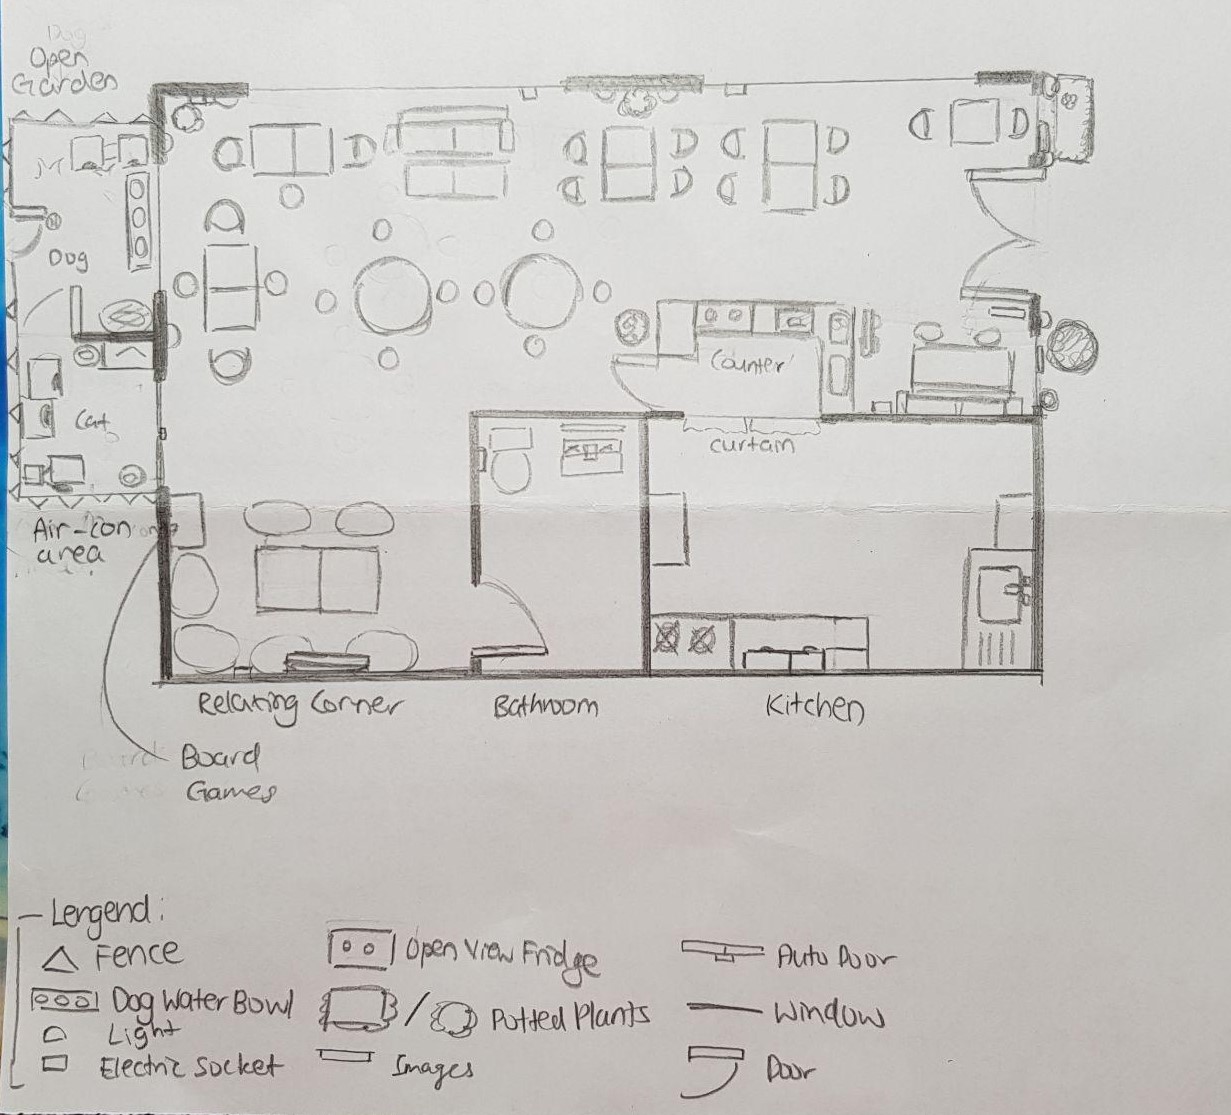 Dog
Open
Garden
Dog
Cat
Counter
curtain
Air-con
area
Relaxing Corner
Bathroom
Kitchen
Board
Games
Lengend:
Fence
Open View Fridge
Auto Door
Dog Water Bowl
Potted Plants
Window
Light
Electric Socket
Images
Door